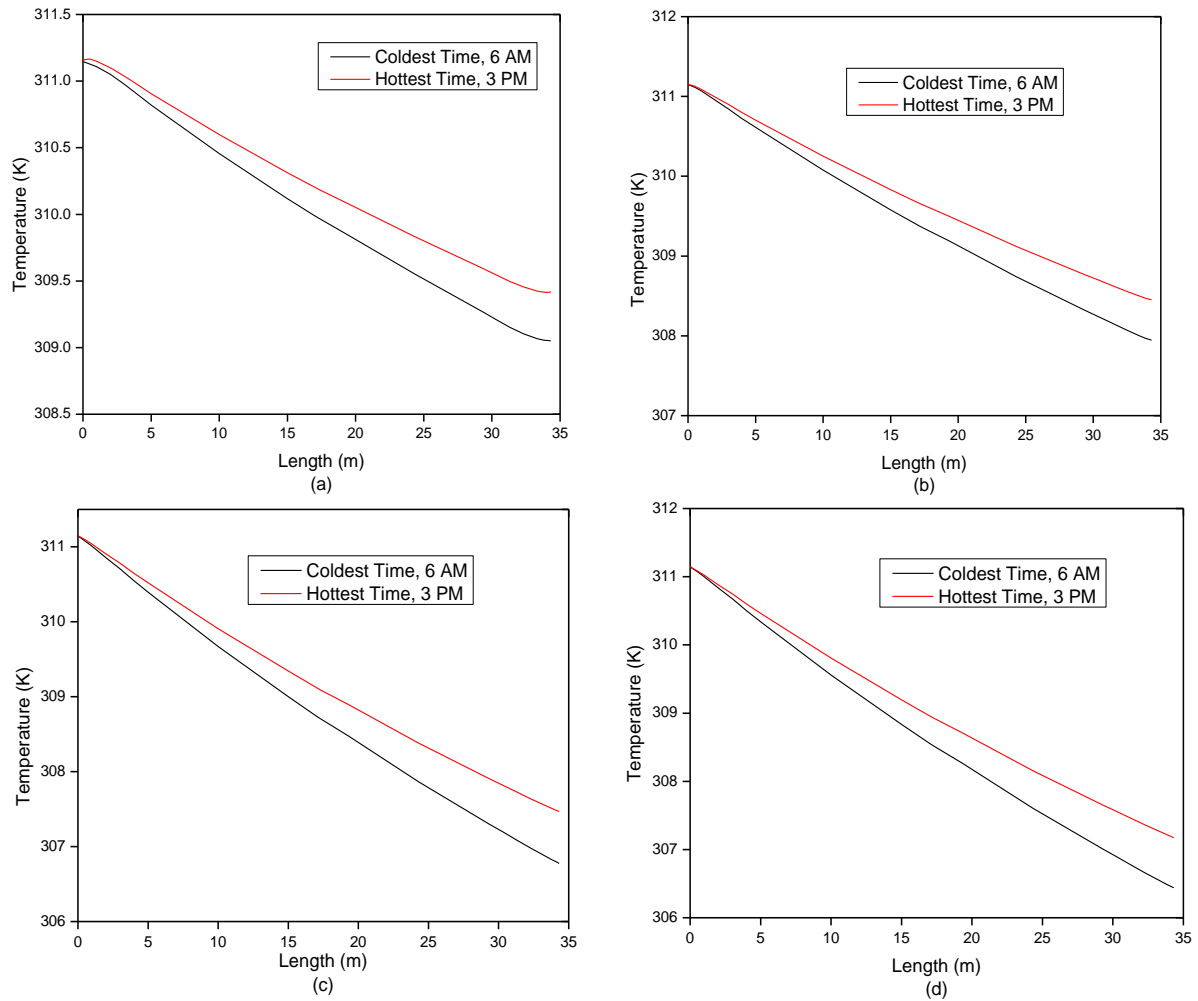 311.5
311.0
310.5
310.0
309.5
309.0
308.5
Temperature (K)
Coldest Time, 6 AM
Hottest Time, 3 PM
0 5 10 15 20 25 30 35
Length (m)
(a)
312
311
310
309
308
307
Temperature (K)
Coldest Time, 6 AM
Hottest Time, 3 PM
0 5 10 15 20 25 30 35
Length (m)
(b)
311
310
309
308
307
306
Temperature (K)
Coldest Time, 6 AM
Hottest Time, 3 PM
0 5 10 15 20 25 30 35
Length (m)
(c)
312
311
310
309
308
307
306
Temperature (K)
Coldest Time, 6 AM
Hottest Time, 3 PM
0 5 10 15 20 25 30 35
Length (m)
(d)